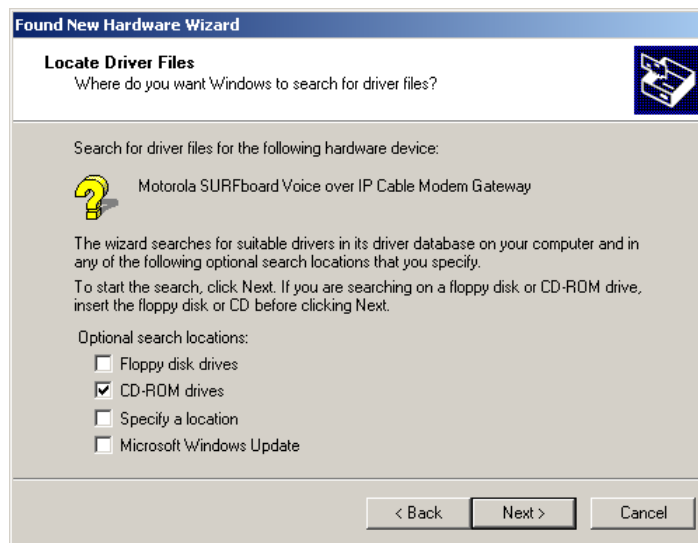 Found New Hardware Wizard
Locate Driver Files
Where do you want Windows to search for driver files?
Search for driver files for the following hardware device:
Motorola SURFboard Voice over IP Cable Modem Gateway
The wizard searches for suitable drivers in its driver database on your computer and in
any of the following optional search locations that you specify.
To start the search, click Next. If you are searching on a floppy disk or CD-ROM drive,
insert the floppy disk or CD before clicking Next.
Optional search locations:
Floppy disk drives
CD-ROM drives
Specify a location
Microsoft Windows Update
< Back Next > Cancel